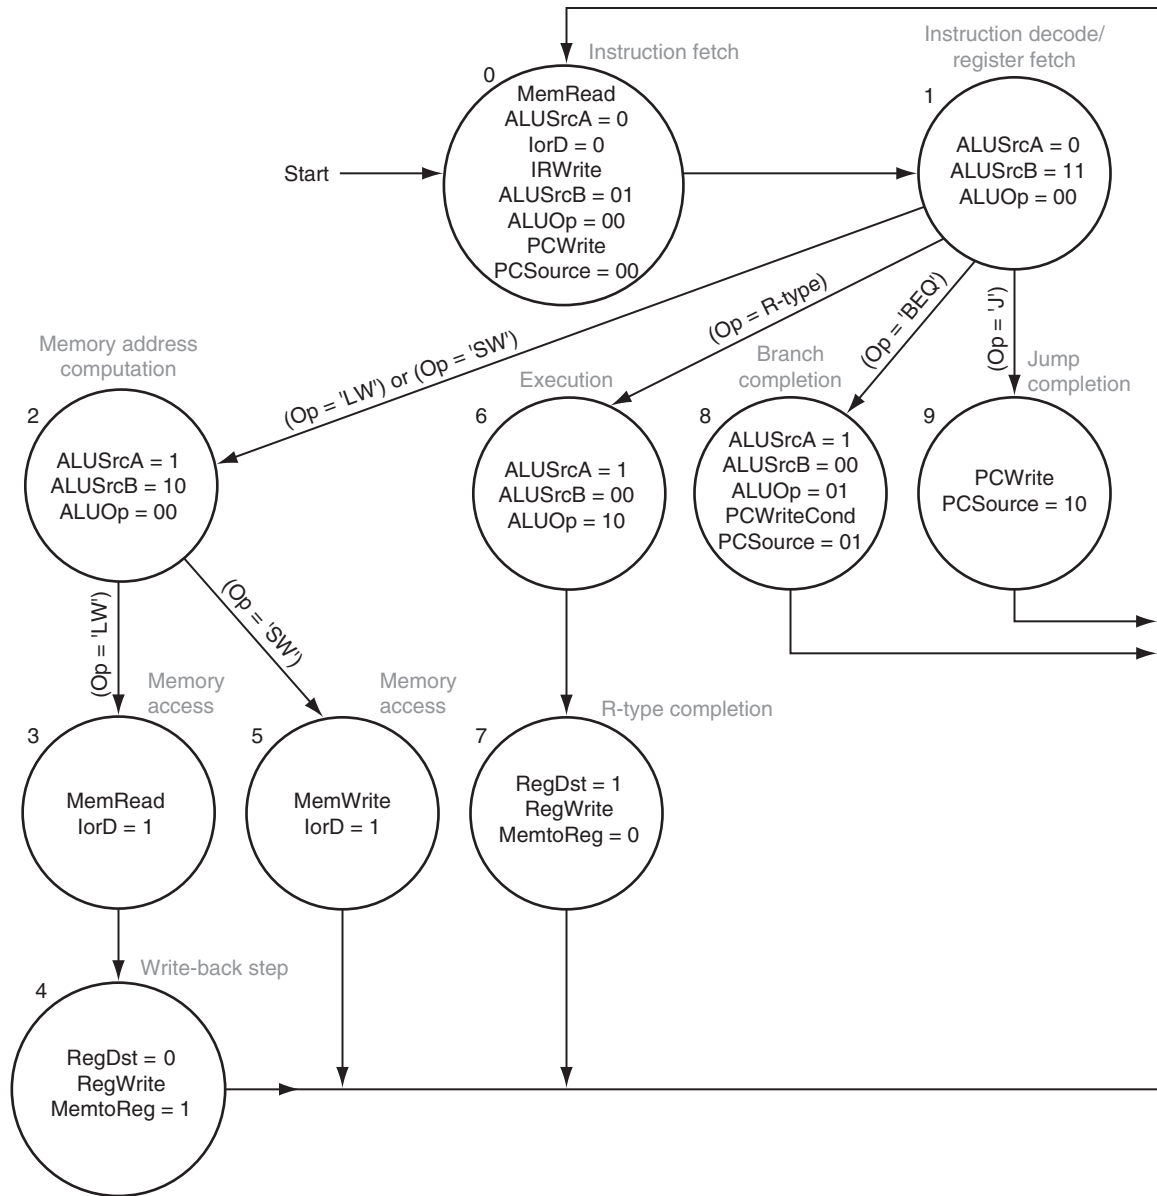 Instruction fetch
Instruction decode/
register fetch
0
MemRead
ALUSrcA = 0
IorD = 0
IRWrite
ALUSrcB = 01
ALUOp = 00
PCWrite
PCSource = 00
1
ALUSrcA = 0
ALUSrcB = 11
ALUOp = 00
Start
(Op = 'LW') or (Op = 'SW')
(Op = R-type)
(Op = 'BEQ')
(Op = 'J')
Memory address
computation
2
ALUSrcA = 1
ALUSrcB = 10
ALUOp = 00
Execution
6
ALUSrcA = 1
ALUSrcB = 00
ALUOp = 10
Branch
completion
8
ALUSrcA = 1
ALUSrcB = 00
ALUOp = 01
PCWriteCond
PCSource = 01
Jump
completion
9
PCWrite
PCSource = 10
(Op = 'LW')
(Op = 'SW')
Memory
access
3
MemRead
IorD = 1
Memory
access
5
MemWrite
IorD = 1
R-type completion
7
RegDst = 1
RegWrite
MemtoReg = 0
Write-back step
4
RegDst = 0
RegWrite
MemtoReg = 1